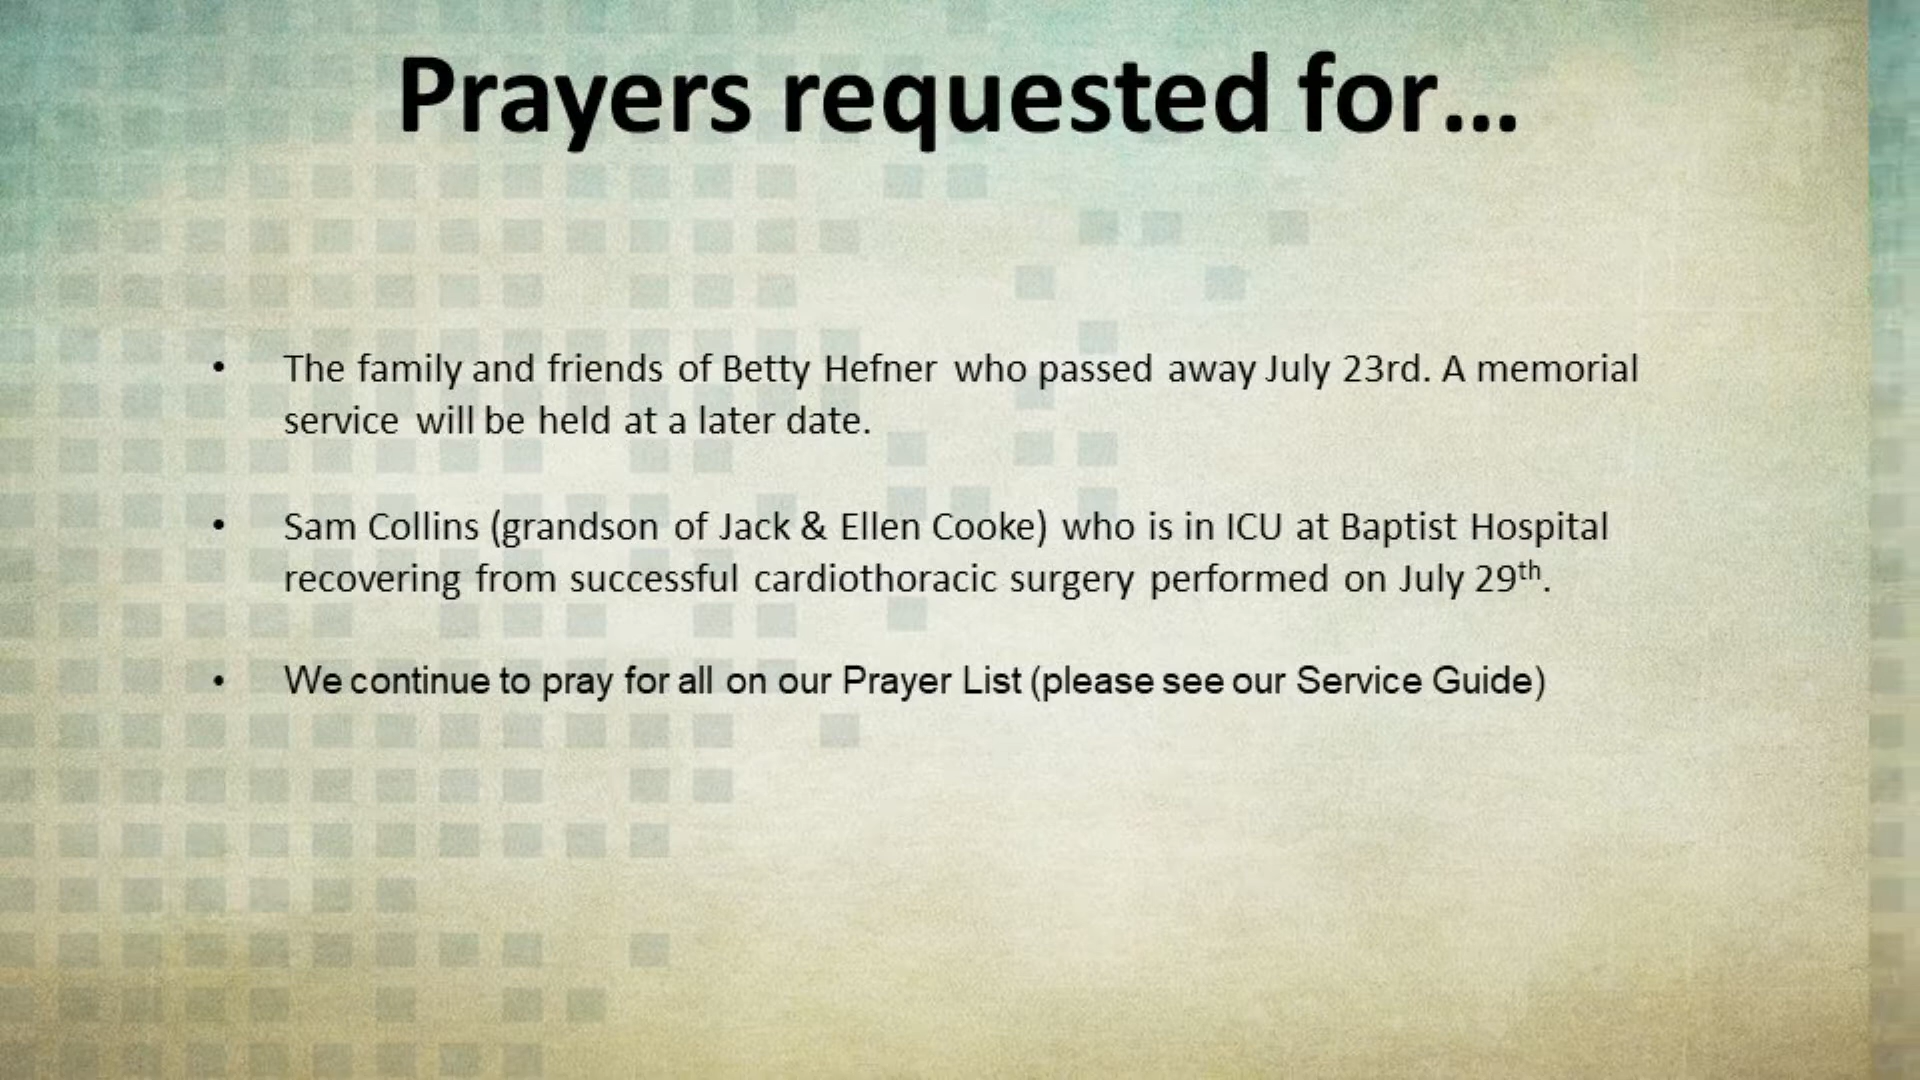 Prayers requested for...
• The family and friends of Betty Hefner who passed away July 23rd. A memorial
service will be held at a later date.
• Sam Collins (grandson of Jack & Ellen Cooke) who is in ICU at Baptist Hospital
recovering from successful cardiothoracic surgery performed on July 29th.
• We continue to pray for all on our Prayer List (please see our Service Guide)